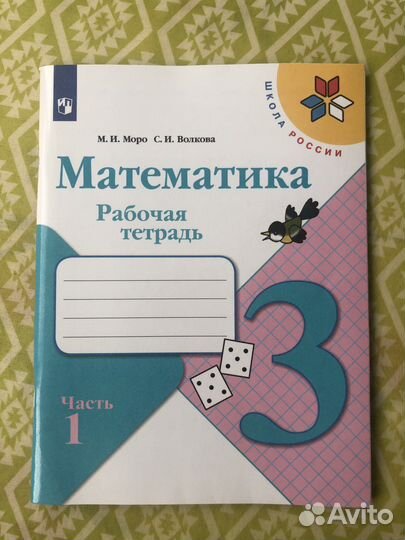 ШКОЛА РОССИИ
М. И. Моро С. И. Волкова
Математика
Рабочая
тетрадь
3
Часть
1
Avito